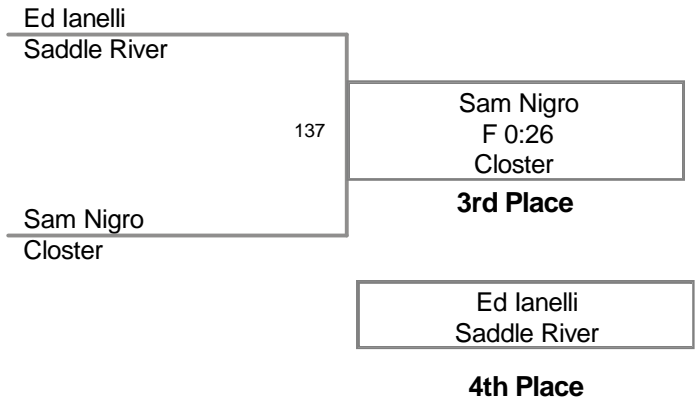 Ed Ianelli
Saddle River
137
Sam Nigro
F 0:26
Closter
3rd Place
Sam Nigro
Closter
Ed Ianelli
Saddle River
4th Place